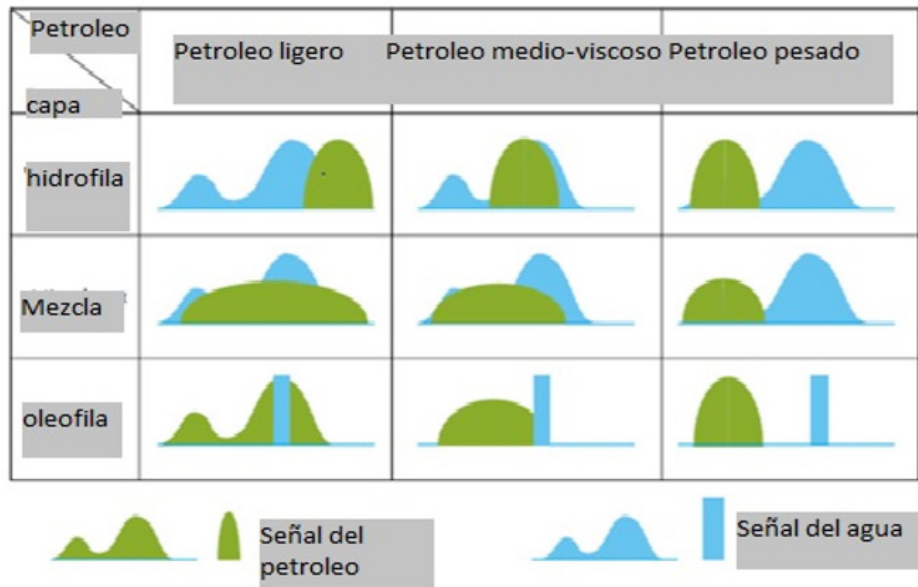 Petroleo
capa
Petroleo ligero
Petroleo medio-viscoso
Petroleo pesado
hidrofila
Mezcla
oleofila
Señal del
petroleo
Señal del agua